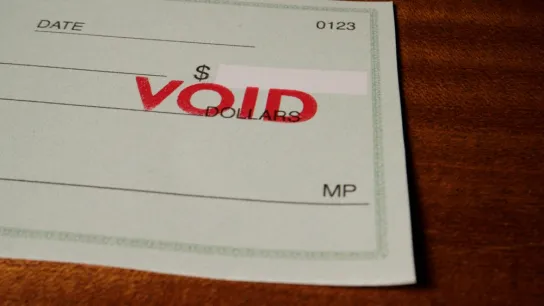 DATE 0123
$
VOID
DOLLARS
MP